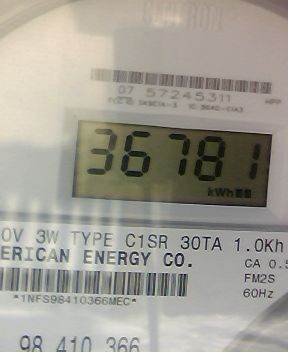 07 57245311
36781
kWh
0V 3W TYPE C1SR 30TA 1.0Kh
ERICAN ENERGY CO.
CA 0.5
*1NFS98410366MEC*
FM2S
60Hz
98 410 366